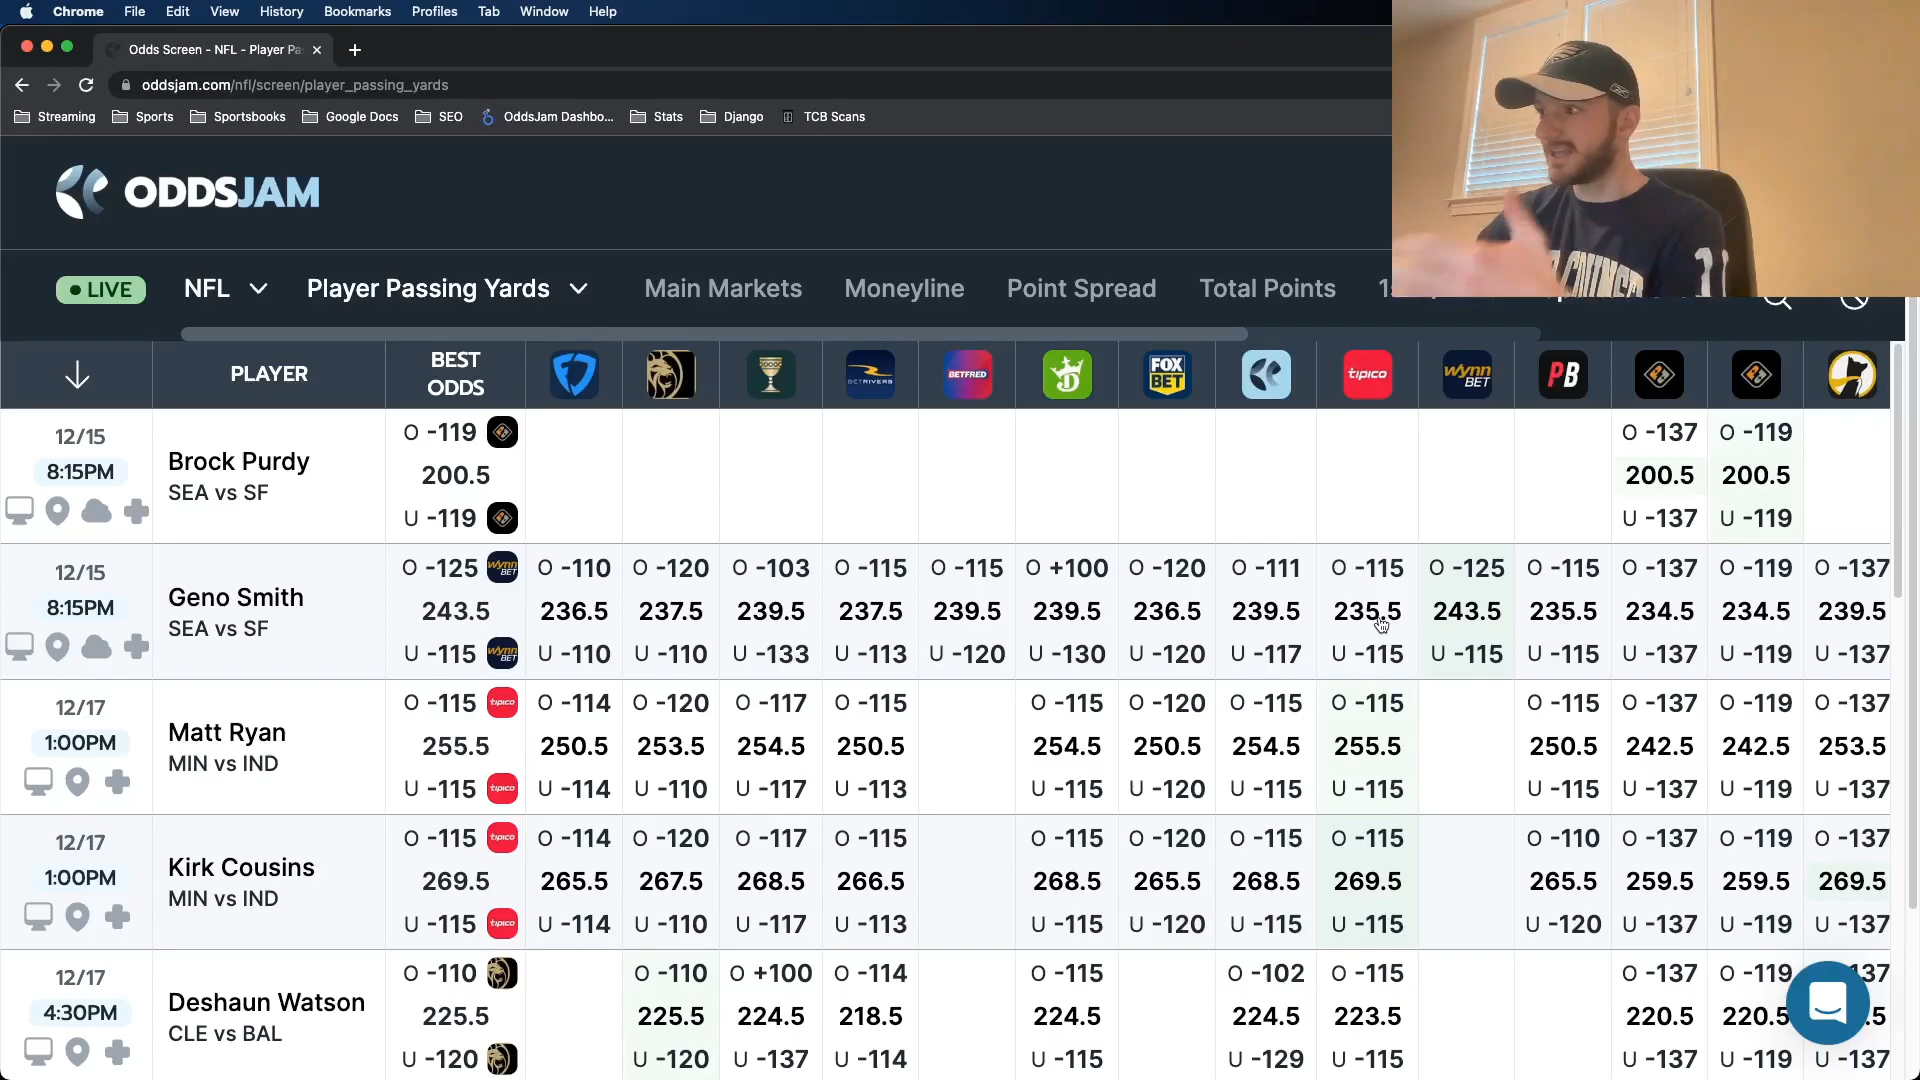 Chrome File Edit View History Bookmarks Profiles Tab Window Help
Odds Screen - NFL - Player Pa
oddsjam.com/nfl/screen/player_passing_yards
Streaming Sports Sportsbooks Google Docs SEO OddsJam Dashbo... Stats Django TCB Scans
ODDSJAM
LIVE NFL Player Passing Yards Main Markets Moneyline Point Spread Total Points
PLAYER BEST ODDS BETRIVERS BETFRED FOX BET tipico WYNN BET PB
12/15 O -119 O -137 O -119
8:15PM Brock Purdy 200.5 200.5 200.5
SEA vs SF U -119 U -137 U -119
12/15 O -125 WYNN BET O -110 O -120 O -103 O -115 O -115 O +100 O -120 O -111 O -115 O -125 O -115 O -137 O -119 O -137
8:15PM Geno Smith 243.5 236.5 237.5 239.5 237.5 239.5 239.5 236.5 239.5 235.5 243.5 235.5 234.5 234.5 239.5
SEA vs SF U -115 WYNN BET U -110 U -110 U -133 U -113 U -120 U -130 U -120 U -117 U -115 U -115 U -115 U -137 U -119 U -137
12/17 O -115 tipico O -114 O -120 O -117 O -115 O -115 O -120 O -115 O -115 O -115 O -137 O -119 O -137
1:00PM Matt Ryan 255.5 250.5 253.5 254.5 250.5 254.5 250.5 254.5 255.5 250.5 242.5 242.5 253.5
MIN vs IND U -115 tipico U -114 U -110 U -117 U -113 U -115 U -120 U -115 U -115 U -115 U -137 U -119 U -137
12/17 O -115 tipico O -114 O -120 O -117 O -115 O -115 O -120 O -115 O -115 O -110 O -137 O -119 O -137
1:00PM Kirk Cousins 269.5 265.5 267.5 268.5 266.5 268.5 265.5 268.5 269.5 265.5 259.5 259.5 269.5
MIN vs IND U -115 tipico U -114 U -110 U -117 U -113 U -115 U -120 U -115 U -115 U -120 U -137 U -119 U -137
12/17 O -110 O -110 O +100 O -114 O -115 O -102 O -115 O -137 O -119
4:30PM Deshaun Watson 225.5 225.5 224.5 218.5 224.5 224.5 223.5 220.5 220.5
CLE vs BAL U -120 U -120 U -137 U -114 U -115 U -129 U -115 U -137 U -119 U -137